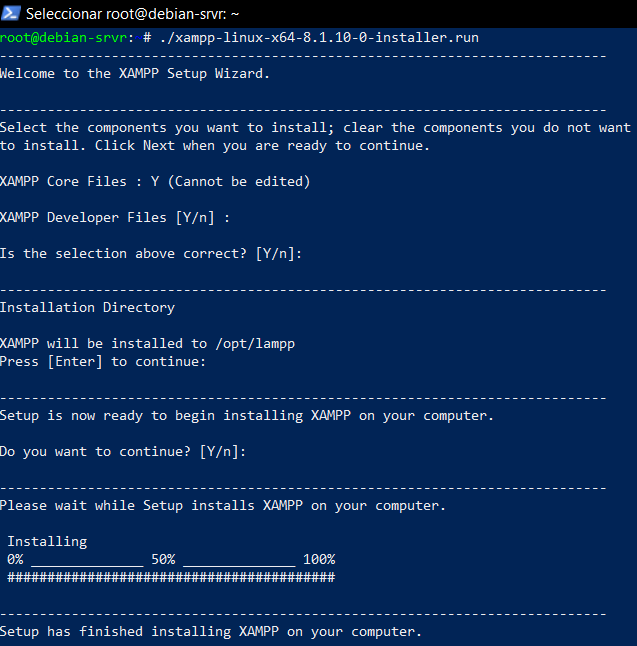 Seleccionar root@debian-srvr: ~
root@debian-srvr:~# ./xampp-linux-x64-8.1.10-0-installer.run
----------------------------------------------------------------------------
Welcome to the XAMPP Setup Wizard.
----------------------------------------------------------------------------
Select the components you want to install; clear the components you do not want
to install. Click Next when you are ready to continue.
XAMPP Core Files : Y (Cannot be edited)
XAMPP Developer Files [Y/n] :
Is the selection above correct? [Y/n]:
----------------------------------------------------------------------------
Installation Directory
XAMPP will be installed to /opt/lampp
Press [Enter] to continue:
----------------------------------------------------------------------------
Setup is now ready to begin installing XAMPP on your computer.
Do you want to continue? [Y/n]:
----------------------------------------------------------------------------
Please wait while Setup installs XAMPP on your computer.
Installing
0% ______________ 50% ______________ 100%
#########################################
----------------------------------------------------------------------------
Setup has finished installing XAMPP on your computer.